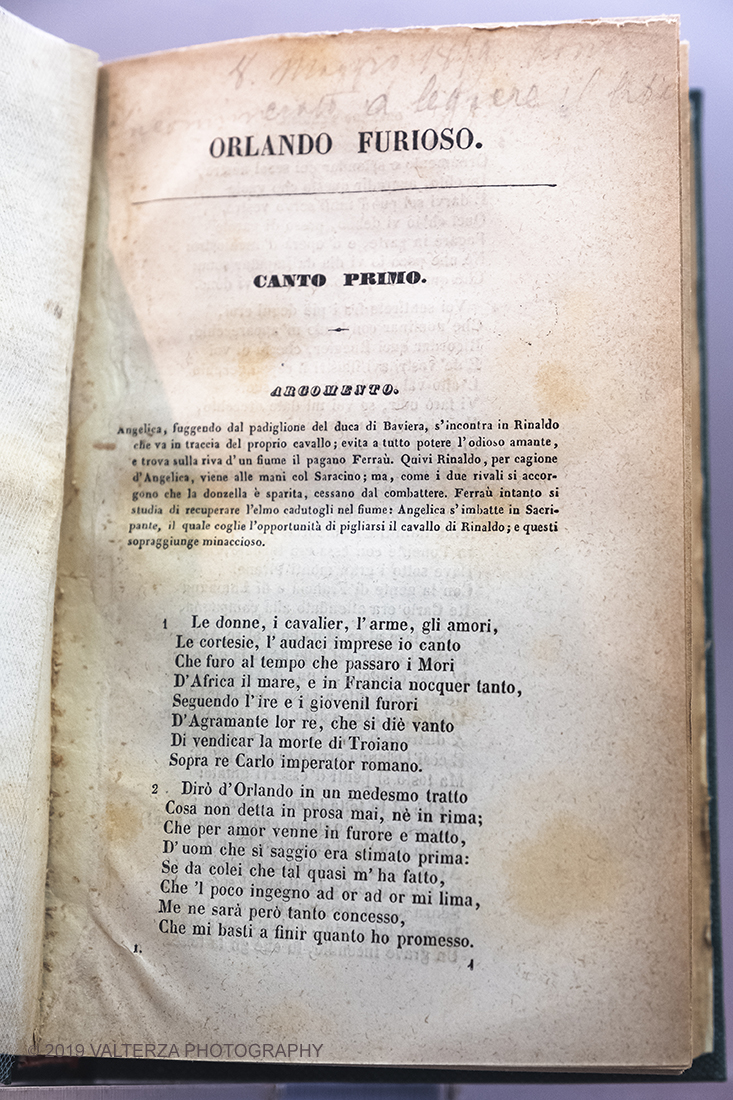 8. Maggio
a leggere il
ORLANDO FURIOSO.
CANTO PRIMO.
ARGOMENTO.
Angelica, fuggendo dal padiglione del duca di Baviera, s'incontra in Rinaldo
che va in traccia del proprio cavallo; evita a tutto potere l'odioso amante,
e trova sulla riva d'un fiume il pagano Ferraù. Quivi Rinaldo, per cagione
d'Angelica, viene alle mani col Saracino; ma, come i due rivali si accor-
gono che la donzella è sparita, cessano dal combattere. Ferraù intanto si
studia di recuperare l'elmo cadutogli nel fiume: Angelica s'imbatte in Sacri-
pante, il quale coglie l'opportunità di pigliarsi il cavallo di Rinaldo; e questi
sopraggiunge minaccioso.
1 Le donne, i cavalier, l'arme, gli amori,
Le cortesie, l'audaci imprese io canto
Che furo al tempo che passaro i Mori
D'Africa il mare, e in Francia nocquer tanto,
Seguendo l'ire e i giovenil furori
D'Agramante lor re, che si diè vanto
Di vendicar la morte di Troiano
Sopra re Carlo imperator romano.
2 . Dirò d'Orlando in un medesmo tratto
Cosa non detta in prosa mai, nè in rima;
Che per amor venne in furore e matto,
D'uom che sì saggio era stimato prima:
Se da colei che tal quasi m'ha fatto,
Che 'l poco ingegno ad or ad or mi lima,
Me ne sarà però tanto concesso,
Che mi basti a finir quanto ho promesso.
1. 1
© 2019 VALTERZA PHOTOGRAPHY